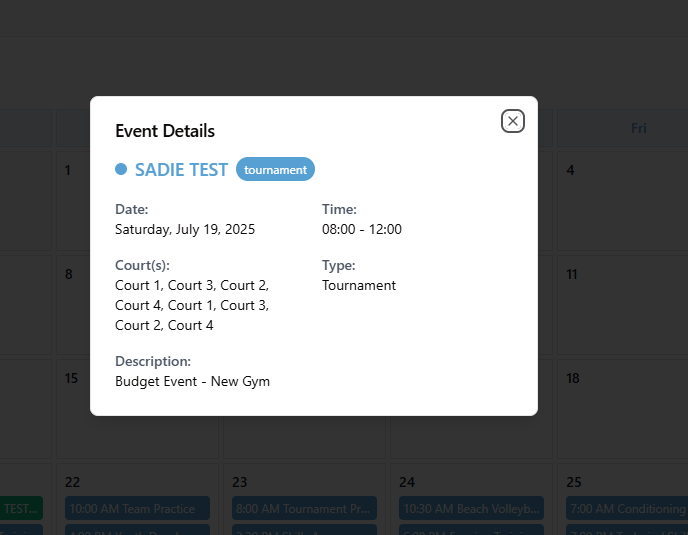 Fri
Event Details
SADIE TEST tournament
Date:
Saturday, July 19, 2025
Time:
08:00 - 12:00
Court(s):
Court 1, Court 3, Court 2,
Court 4, Court 1, Court 3,
Court 2, Court 4
Type:
Tournament
Description:
Budget Event - New Gym
1
4
8
11
15
18
22
23
24
25
TEST...
10:00 AM Team Practice
8:00 AM Tournament Pr...
10:30 AM Beach Volleyb...
7:00 AM Conditioning